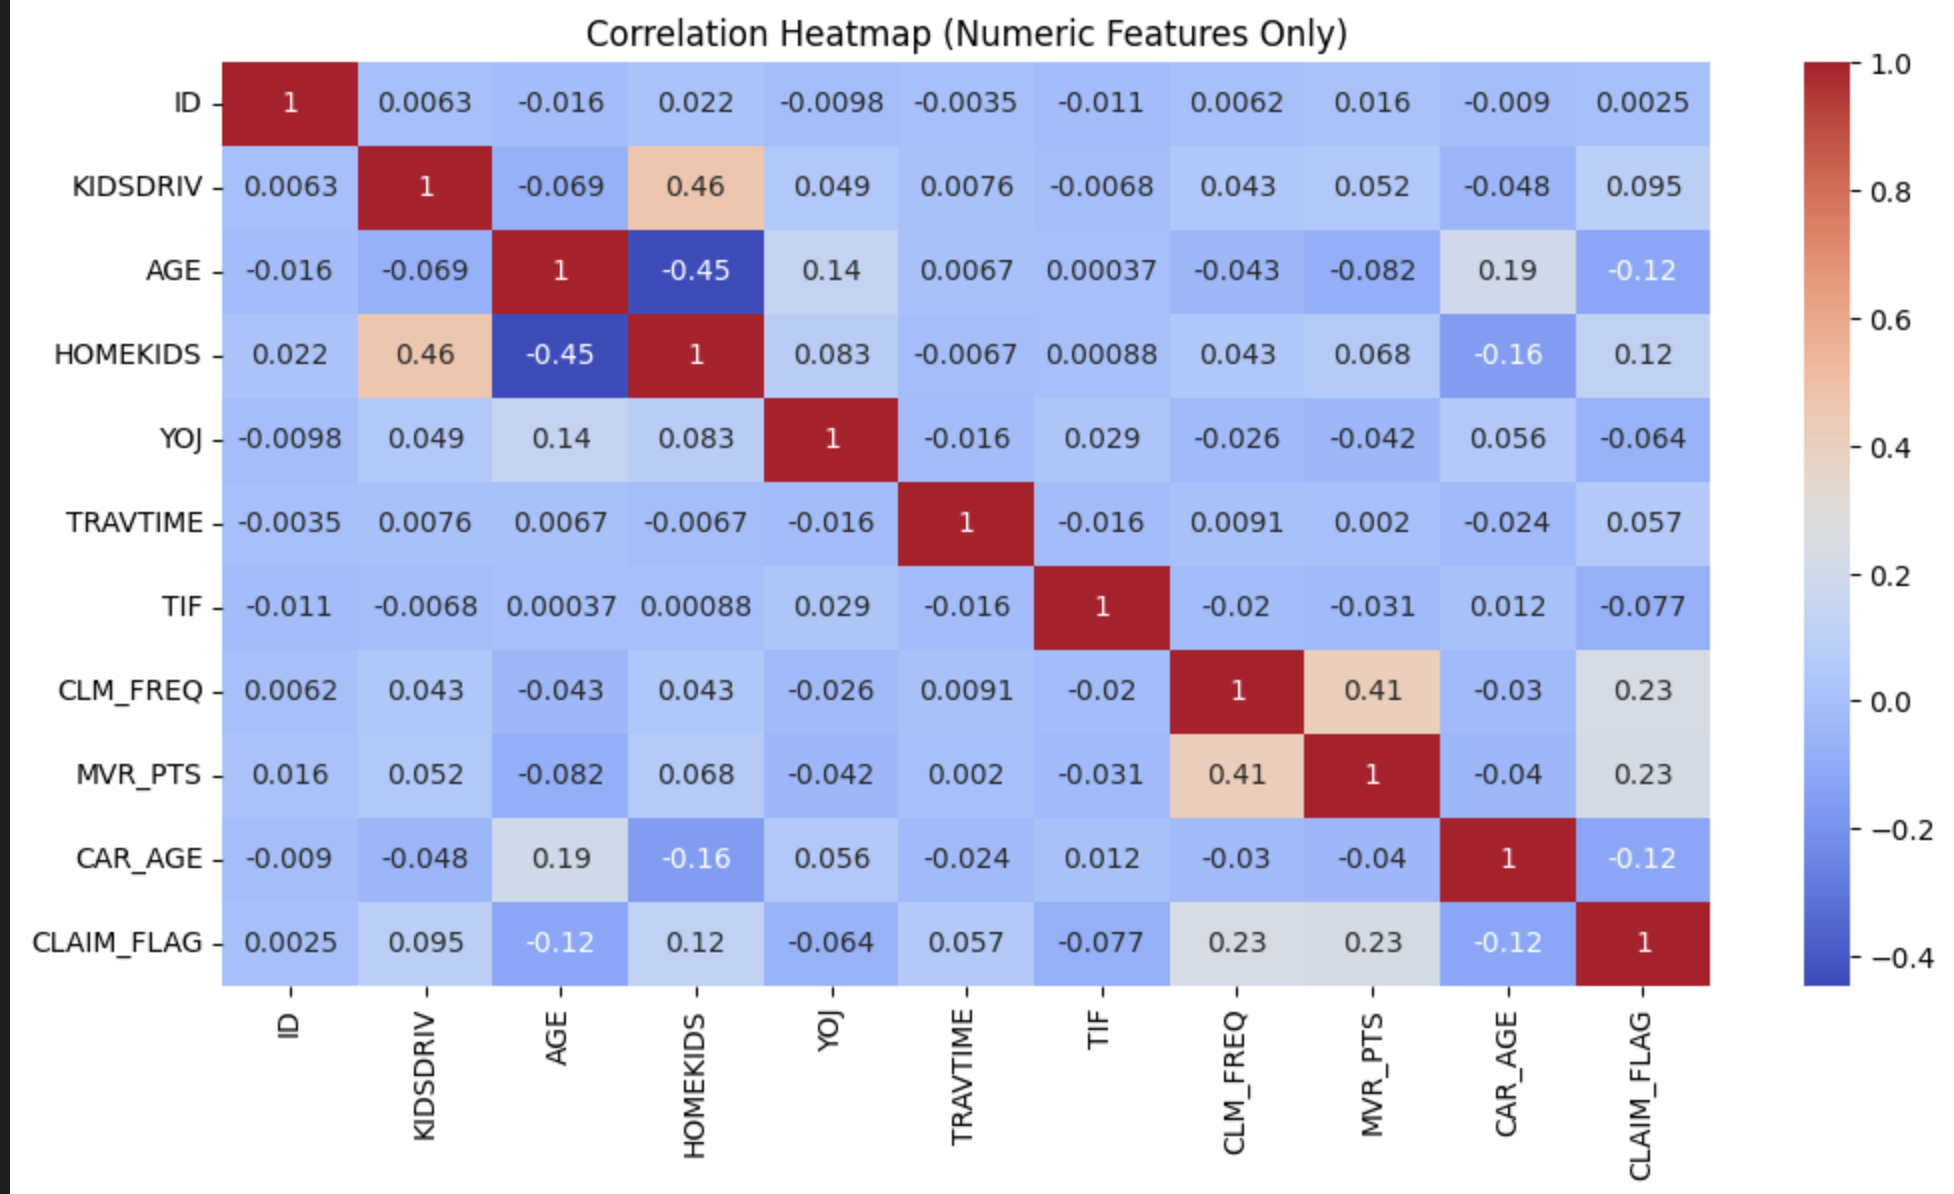 Correlation Heatmap (Numeric Features Only)
ID 1 0.0063 -0.016 0.022 -0.0098 -0.0035 -0.011 0.0062 0.016 -0.009 0.0025
KIDSDRIV 0.0063 1 -0.069 0.46 0.049 0.0076 -0.0068 0.043 0.052 -0.048 0.095
AGE -0.016 -0.069 1 -0.45 0.14 0.0067 0.00037 -0.043 -0.082 0.19 -0.12
HOMEKIDS 0.022 0.46 -0.45 1 0.083 -0.0067 0.00088 0.043 0.068 -0.16 0.12
YOJ -0.0098 0.049 0.14 0.083 1 -0.016 0.029 -0.026 -0.042 0.056 -0.064
TRAVTIME -0.0035 0.0076 0.0067 -0.0067 -0.016 1 -0.016 0.0091 0.002 -0.024 0.057
TIF -0.011 -0.0068 0.00037 0.00088 0.029 -0.016 1 -0.02 -0.031 0.012 -0.077
CLM_FREQ 0.0062 0.043 -0.043 0.043 -0.026 0.0091 -0.02 1 0.41 -0.03 0.23
MVR_PTS 0.016 0.052 -0.082 0.068 -0.042 0.002 -0.031 0.41 1 -0.04 0.23
CAR_AGE -0.009 -0.048 0.19 -0.16 0.056 -0.024 0.012 -0.03 -0.04 1 -0.12
CLAIM_FLAG 0.0025 0.095 -0.12 0.12 -0.064 0.057 -0.077 0.23 0.23 -0.12 1
ID KIDSDRIV AGE HOMEKIDS YOJ TRAVTIME TIF CLM_FREQ MVR_PTS CAR_AGE CLAIM_FLAG
1.0
0.8
0.6
0.4
0.2
0.0
−0.2
−0.4